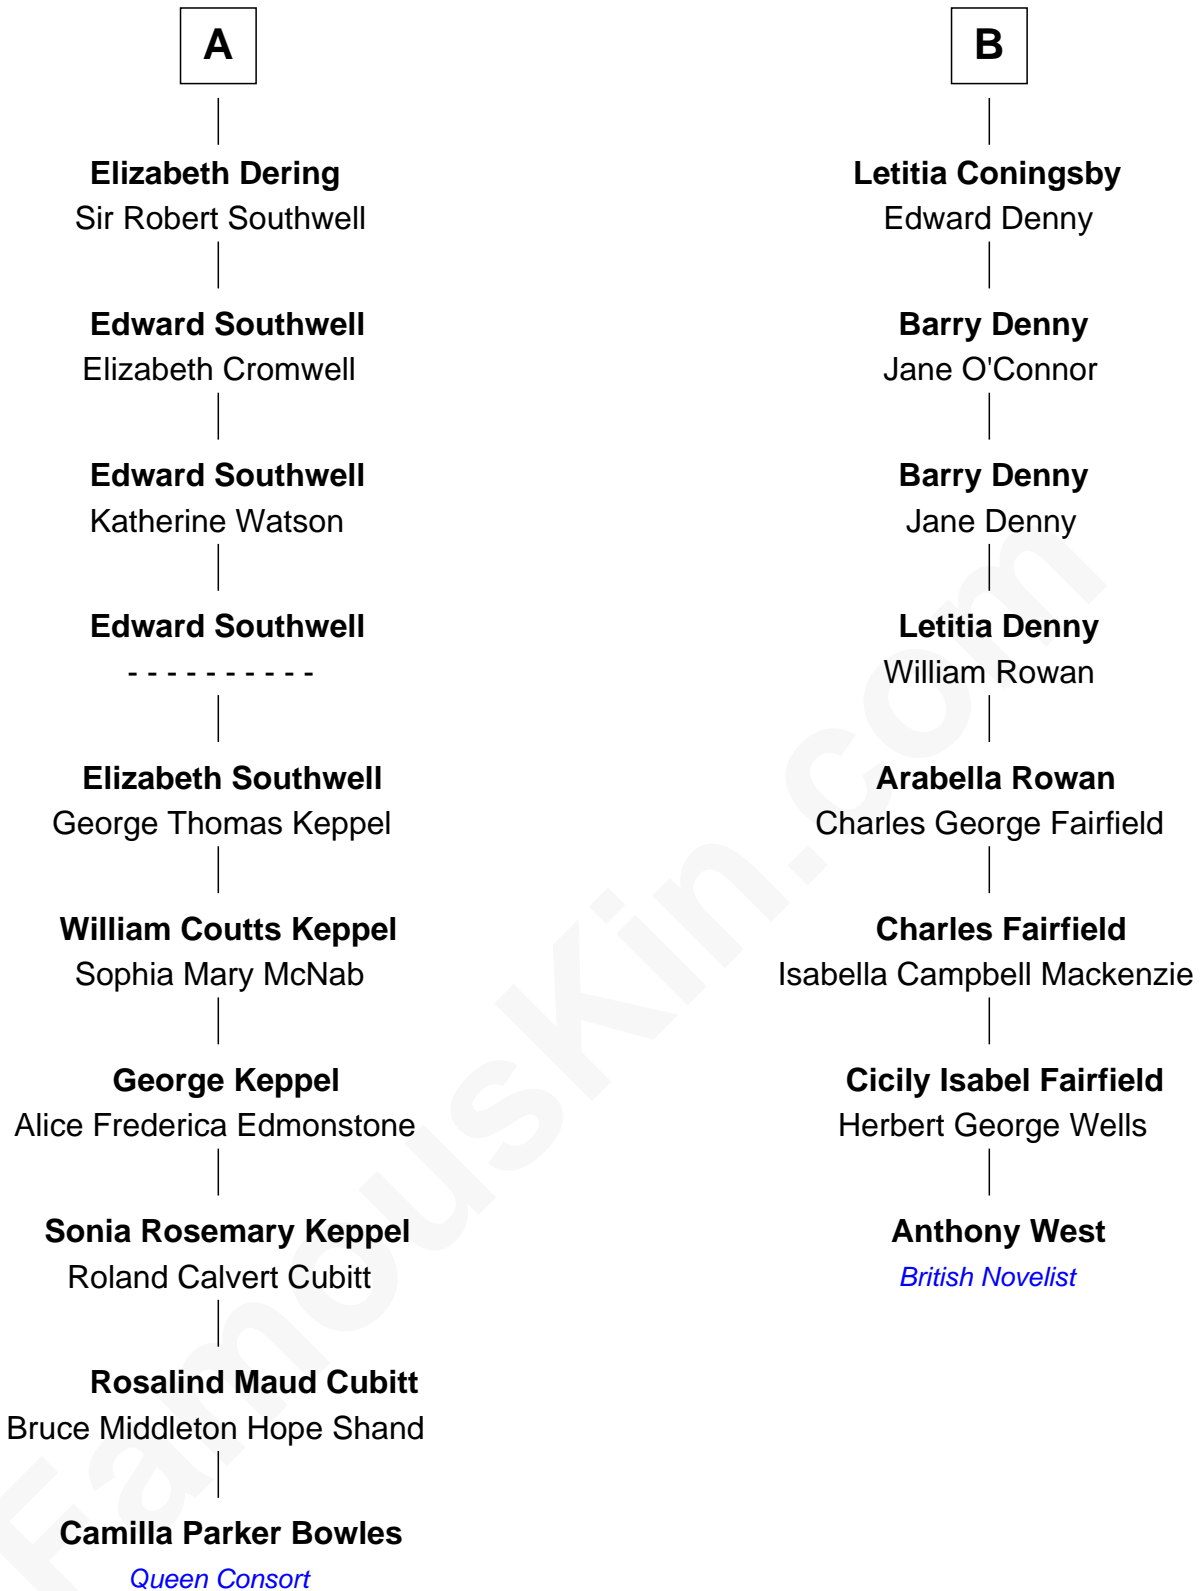 A
Elizabeth Dering
Sir Robert Southwell
Edward Southwell
Elizabeth Cromwell
Edward Southwell
Katherine Watson
Edward Southwell
- - - - - - - - - -
Elizabeth Southwell
George Thomas Keppel
William Coutts Keppel
Sophia Mary McNab
George Keppel
Alice Frederica Edmonstone
Sonia Rosemary Keppel
Roland Calvert Cubitt
Rosalind Maud Cubitt
Bruce Middleton Hope Shand
Camilla Parker Bowles
Queen Consort
B
Letitia Coningsby
Edward Denny
Barry Denny
Jane O'Connor
Barry Denny
Jane Denny
Letitia Denny
William Rowan
Arabella Rowan
Charles George Fairfield
Charles Fairfield
Isabella Campbell Mackenzie
Cicily Isabel Fairfield
Herbert George Wells
Anthony West
British Novelist
FamousKin.com